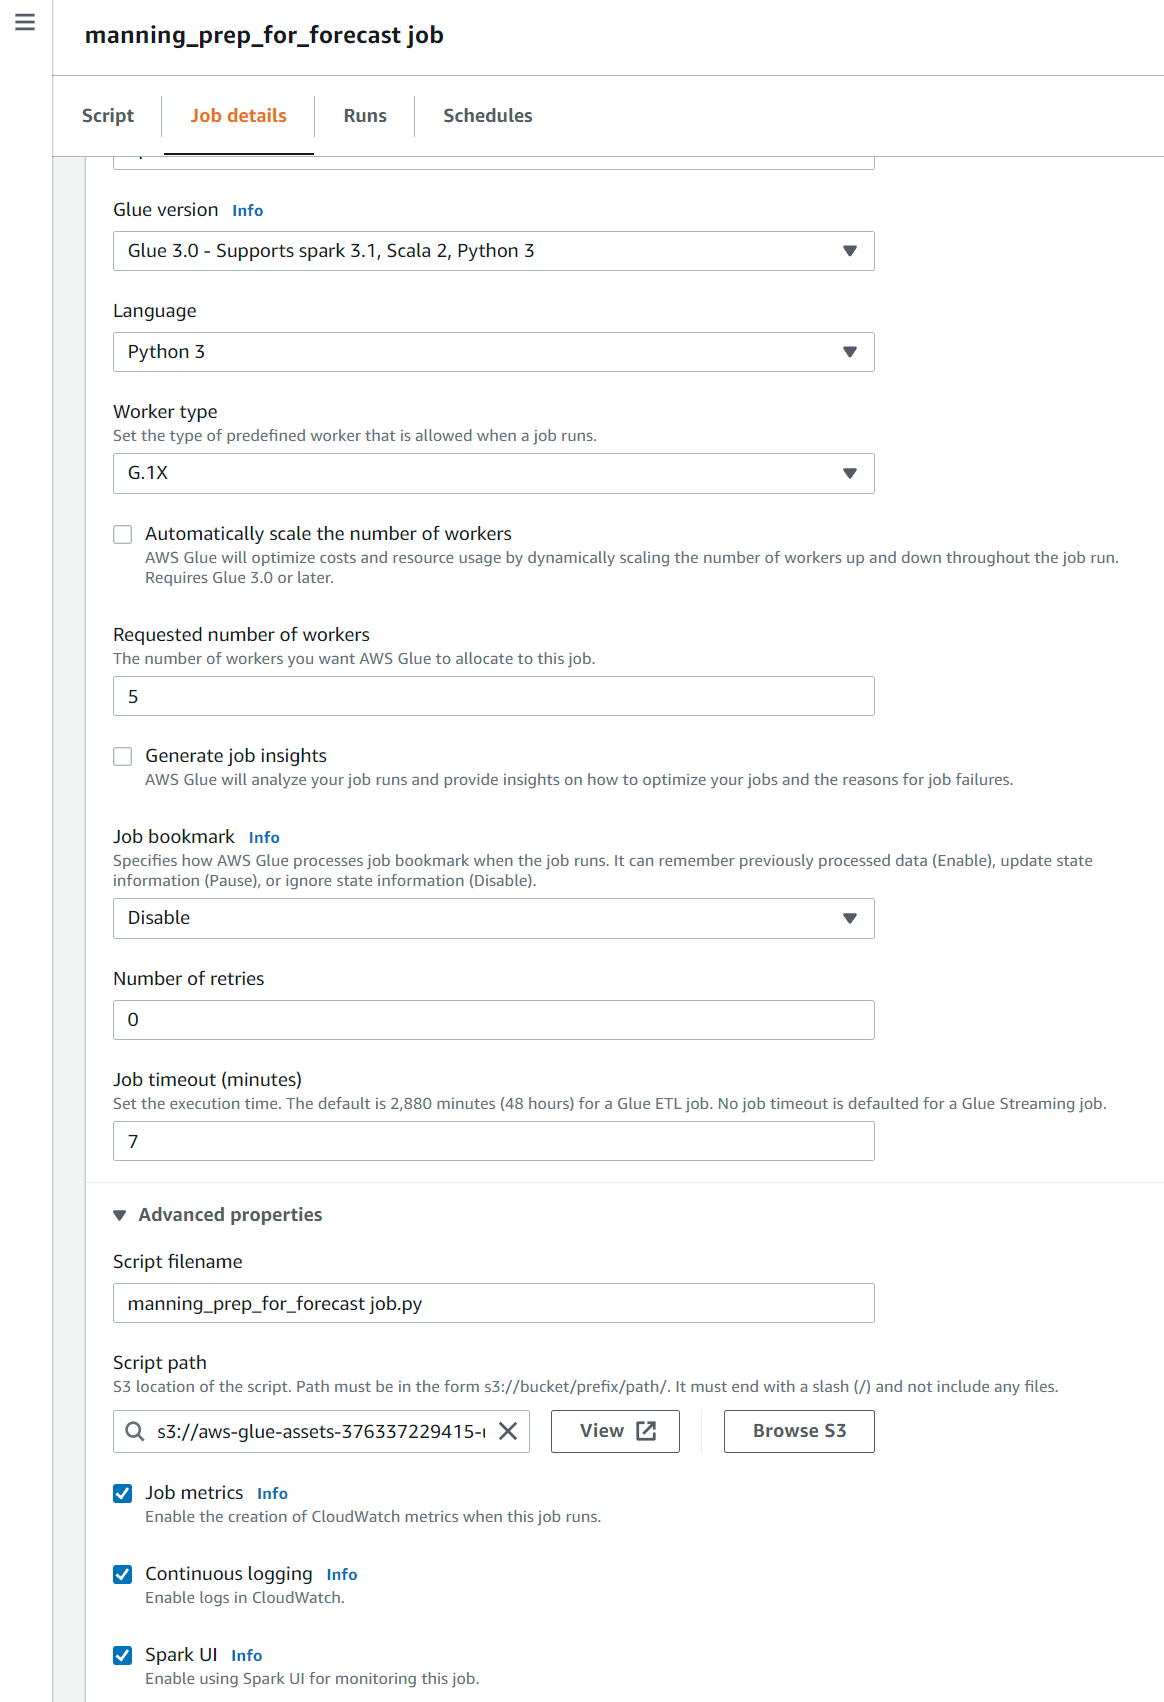 manning_prep_for_forecast job
Script
Job details
Runs
Schedules
Glue version Info
Glue 3.0 - Supports spark 3.1, Scala 2, Python 3
Language
Python 3
Worker type
Set the type of predefined worker that is allowed when a job runs.
G.1X
Automatically scale the number of workers
AWS Glue will optimize costs and resource usage by dynamically scaling the number of workers up and down throughout the job run.
Requires Glue 3.0 or later.
Requested number of workers
The number of workers you want AWS Glue to allocate to this job.
5
Generate job insights
AWS Glue will analyze your job runs and provide insights on how to optimize your jobs and the reasons for job failures.
Job bookmark Info
Specifies how AWS Glue processes job bookmark when the job runs. It can remember previously processed data (Enable), update state
information (Pause), or ignore state information (Disable).
Disable
Number of retries
0
Job timeout (minutes)
Set the execution time. The default is 2,880 minutes (48 hours) for a Glue ETL job. No job timeout is defaulted for a Glue Streaming job.
7
Advanced properties
Script filename
manning_prep_for_forecast job.py
Script path
S3 location of the script. Path must be in the form s3://bucket/prefix/path/. It must end with a slash (/) and not include any files.
s3://aws-glue-assets-376337229415-
View
Browse S3
Job metrics Info
Enable the creation of CloudWatch metrics when this job runs.
Continuous logging Info
Enable logs in CloudWatch.
Spark UI Info
Enable using Spark UI for monitoring this job.